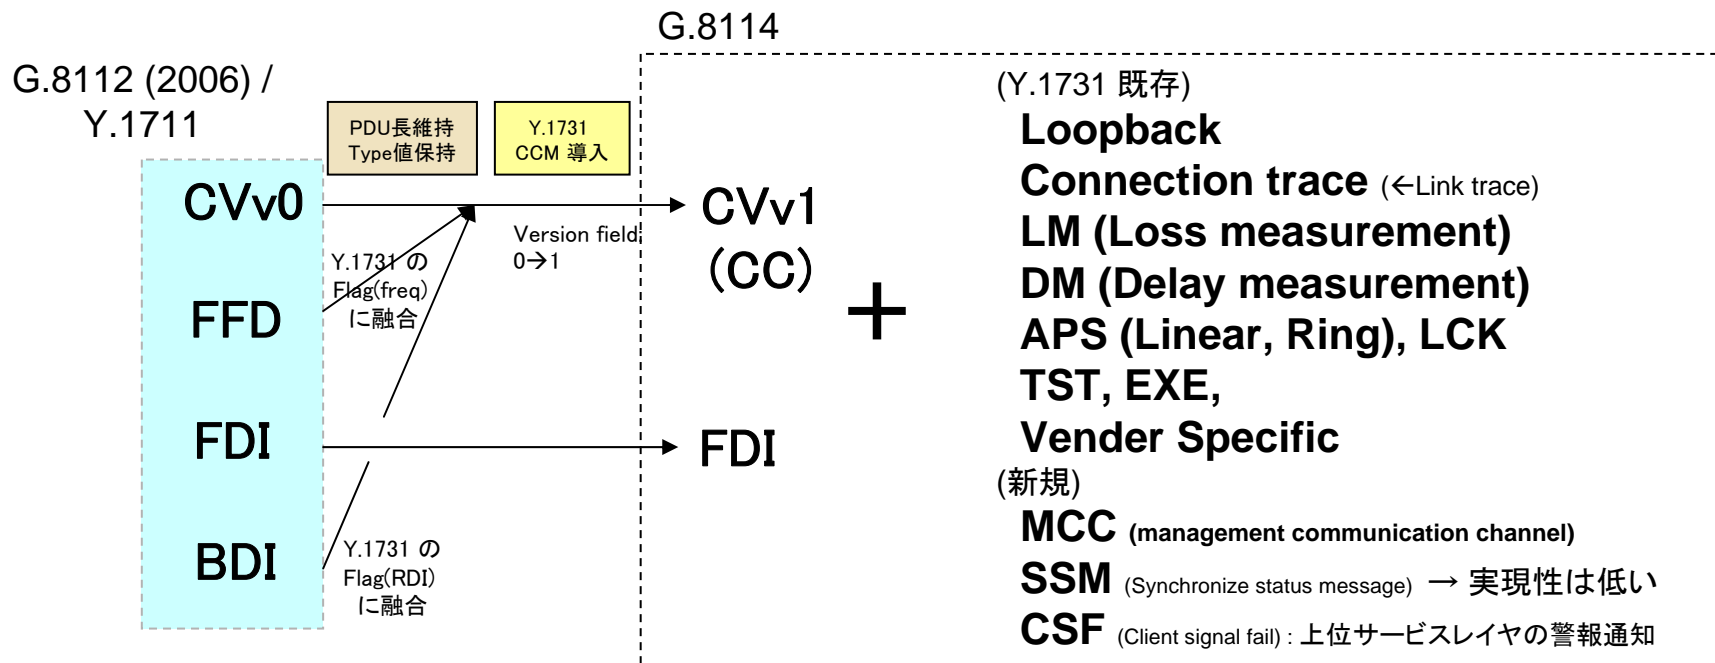 G.8114
G.8112 (2006) /
Y.1711
PDU長維持
Type値保持
Y.1731
CCM 導入
CVv0
FFD
FDI
BDI
Y.1731 の
Flag(freq)
に融合
Version field:
0→1
Y.1731 の
Flag(RDI)
に融合
CVv1
(CC)
FDI
+
(Y.1731 既存)
Loopback
Connection trace (←Link trace)
LM (Loss measurement)
DM (Delay measurement)
APS (Linear, Ring), LCK
TST, EXE,
Vender Specific
(新規)
MCC (management communication channel)
SSM (Synchronize status message) → 実現性は低い
CSF (Client signal fail) : 上位サービスレイヤの警報通知